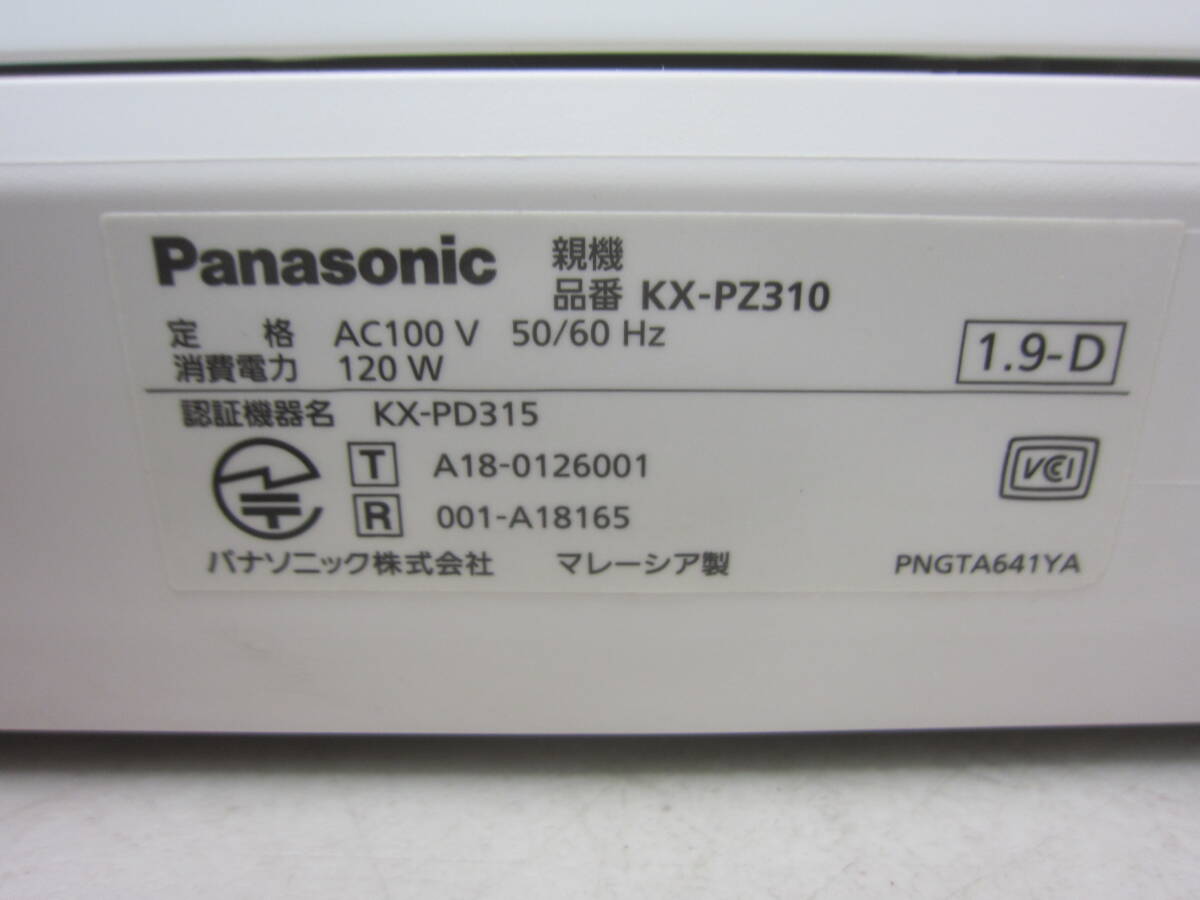 Panasonic 親機
品番 KX-PZ310
定 格 AC100 V 50/60 Hz
消費電力 120 W
1.9-D
認証機器名 KX-PD315
T A18-0126001
R 001-A18165
VCCI
パナソニック株式会社 マレーシア製 PNGTA641YA